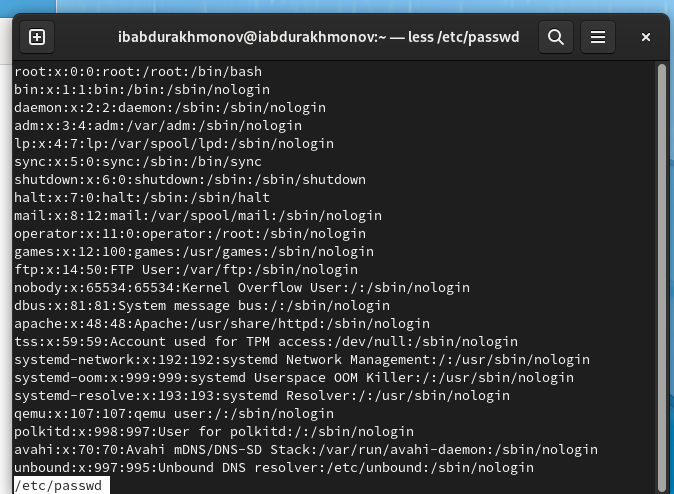 ibabdurakhmonov@iabdurakhmonov:~ — less /etc/passwd
root:x:0:0:root:/root:/bin/bash
bin:x:1:1:bin:/bin:/sbin/nologin
daemon:x:2:2:daemon:/sbin:/sbin/nologin
adm:x:3:4:adm:/var/adm:/sbin/nologin
lp:x:4:7:lp:/var/spool/lpd:/sbin/nologin
sync:x:5:0:sync:/sbin:/bin/sync
shutdown:x:6:0:shutdown:/sbin:/sbin/shutdown
halt:x:7:0:halt:/sbin:/sbin/halt
mail:x:8:12:mail:/var/spool/mail:/sbin/nologin
operator:x:11:0:operator:/root:/sbin/nologin
games:x:12:100:games:/usr/games:/sbin/nologin
ftp:x:14:50:FTP User:/var/ftp:/sbin/nologin
nobody:x:65534:65534:Kernel Overflow User:/:/sbin/nologin
dbus:x:81:81:System message bus:/:/sbin/nologin
apache:x:48:48:Apache:/usr/share/httpd:/sbin/nologin
tss:x:59:59:Account used for TPM access:/dev/null:/sbin/nologin
systemd-network:x:192:192:systemd Network Management:/:/usr/sbin/nologin
systemd-oom:x:999:999:systemd Userspace OOM Killer:/:/usr/sbin/nologin
systemd-resolve:x:193:193:systemd Resolver:/:/usr/sbin/nologin
qemu:x:107:107:qemu user:/:/sbin/nologin
polkitd:x:998:997:User for polkitd:/:/sbin/nologin
avahi:x:70:70:Avahi mDNS/DNS-SD Stack:/var/run/avahi-daemon:/sbin/nologin
unbound:x:997:995:Unbound DNS resolver:/etc/unbound:/sbin/nologin
/etc/passwd